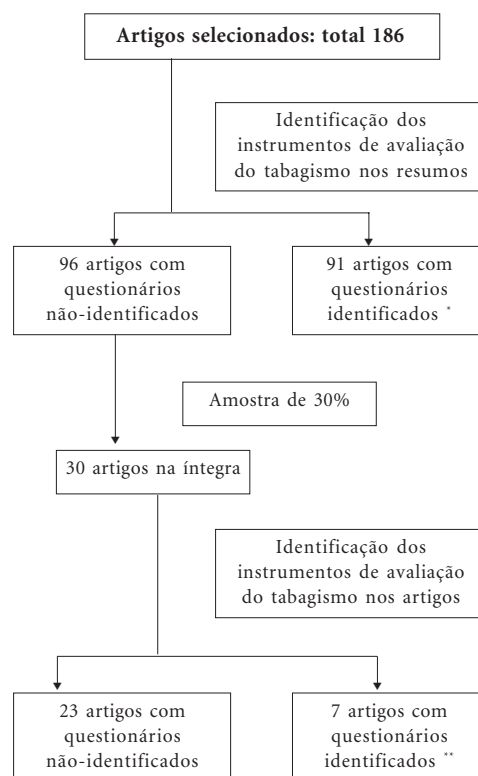 Artigos selecionados: total 186
Identificação dos
instrumentos de avaliação
do tabagismo nos resumos
96 artigos com
questionários
não-identificados
91 artigos com
questionários
identificados *
Amostra de 30%
30 artigos na íntegra
Identificação dos
instrumentos de avaliação
do tabagismo nos artigos
23 artigos com
questionários
não-identificados
7 artigos com
questionários
identificados **